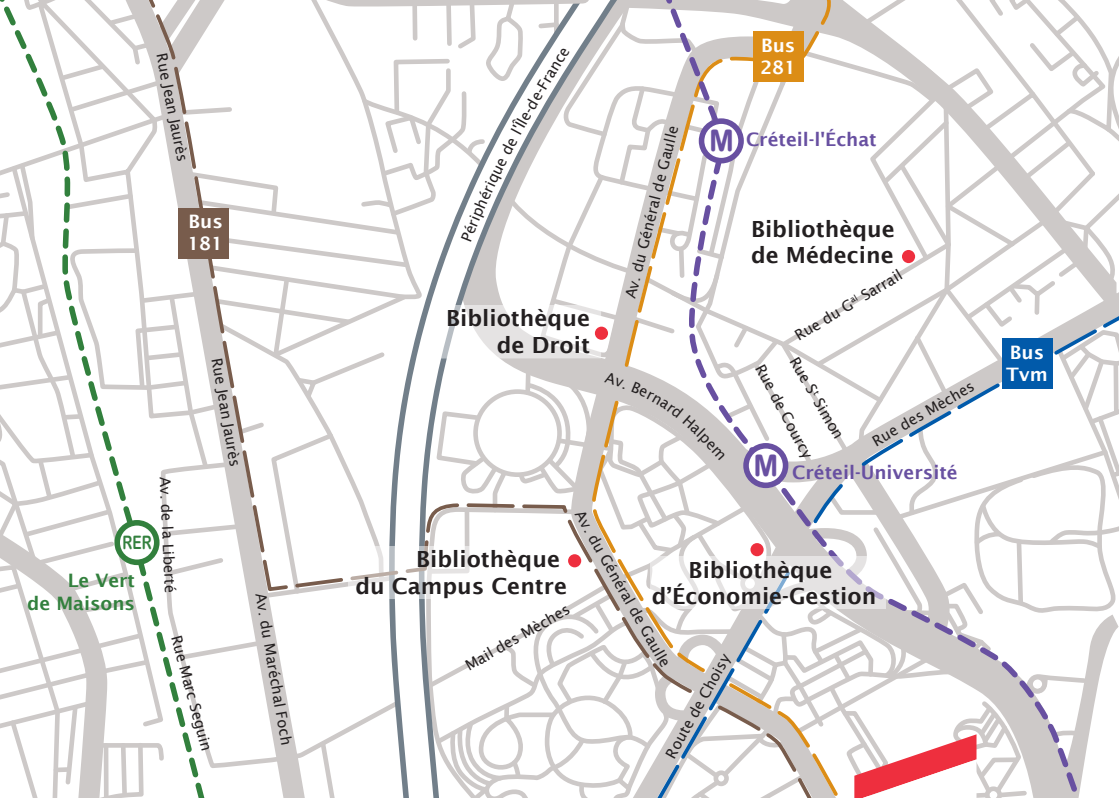 Bus
281
Périphérique de l'Île-de-France
Rue Jean Jaurès
Av. du Général de Gaulle
M
Créteil-l'Échat
Bus
181
Bibliothèque
de Médecine
Rue du Gal Sarrail
Bibliothèque
de Droit
Bus
Tvm
Rue Jean Jaurès
Av. Bernard Halpem
Rue de Courcy
Rue St Simon
Rue des Mèches
M
Créteil-Université
Av. de la Liberté
RER
Le Vert
de Maisons
Bibliothèque
du Campus Centre
Av. du Général de Gaulle
Bibliothèque
d'Économie-Gestion
Av. du Maréchal Foch
Mail des Mèches
Rue Marc Seguin
Route de Choisy